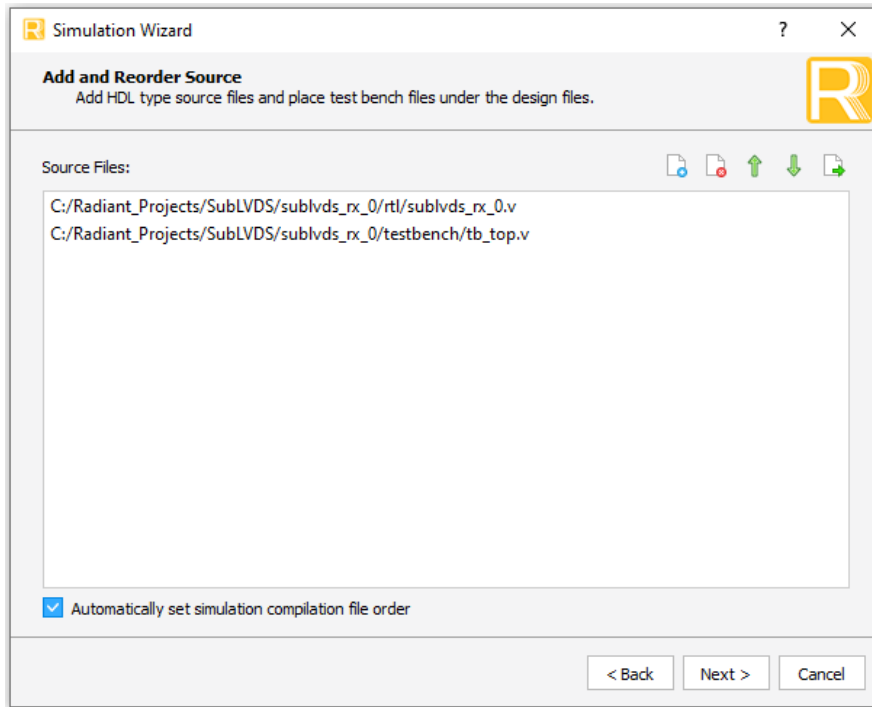 Simulation Wizard
Add and Reorder Source
Add HDL type source files and place test bench files under the design files.
Source Files:
C:/Radiant_Projects/SubLVDS/sublvds_rx_0/rtl/sublvds_rx_0.v
C:/Radiant_Projects/SubLVDS/sublvds_rx_0/testbench/tb_top.v
Automatically set simulation compilation file order
< Back Next > Cancel